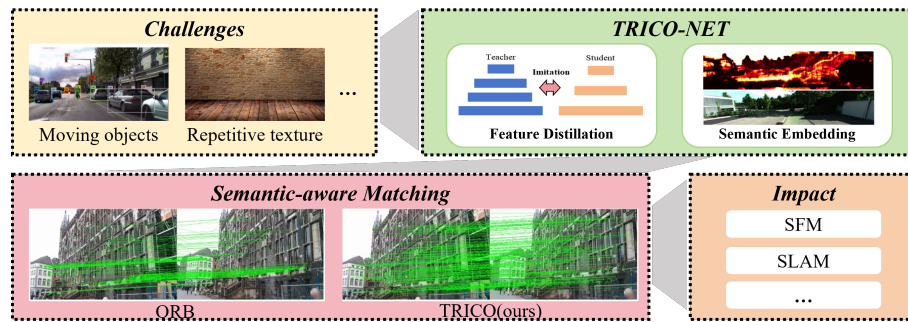 Challenges
Moving objects
Repetitive texture
...
TRICO-NET
Teacher
Student
Imitation
Feature Distillation
Semantic Embedding
Semantic-aware Matching
ORB
TRICO(ours)
Impact
SFM
SLAM
...